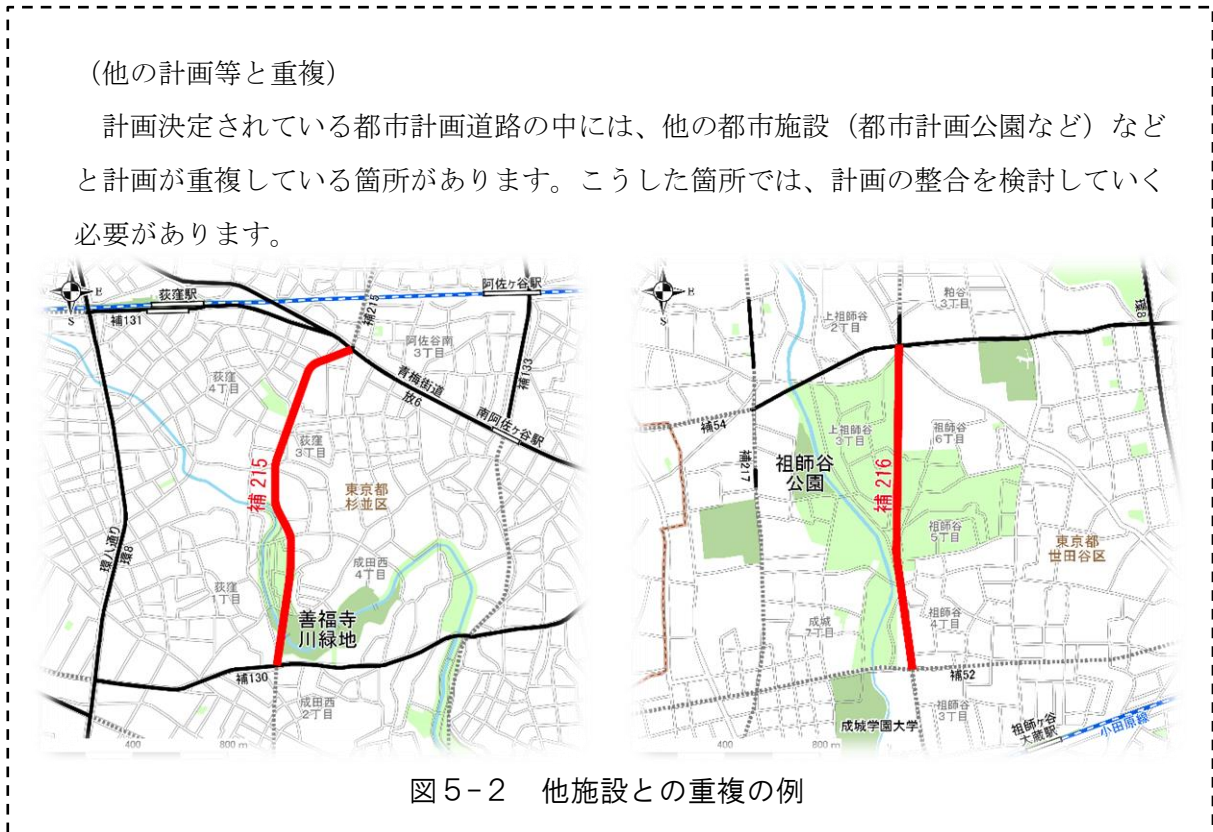 （他の計画等と重複）
計画決定されている都市計画道路の中には、他の都市施設（都市計画公園など）など
と計画が重複している箇所があります。こうした箇所では、計画の整合を検討していく
必要があります。
E
S
荻窪駅
阿佐ヶ谷駅
補131
補215
阿佐谷南
3丁目
補133
荻窪
4丁目
青梅街道
放6
南阿佐ヶ谷駅
荻窪
3丁目
補215
東京都
杉並区
環八通り
環8
成田西
4丁目
荻窪
1丁目
善福寺
川緑地
補130
成田西
2丁目
400
800 m
E
S
粕谷
3丁目
上祖師谷
2丁目
環8
補54
上祖師谷
3丁目
祖師谷
6丁目
補217
祖師谷
公園
補216
祖師谷
5丁目
東京都
世田谷区
祖師谷
4丁目
成城
7丁目
補52
祖師谷
3丁目
成城学園大学
祖師ヶ谷
大蔵駅
小田原線
400
800 m
図５-２　他施設との重複の例